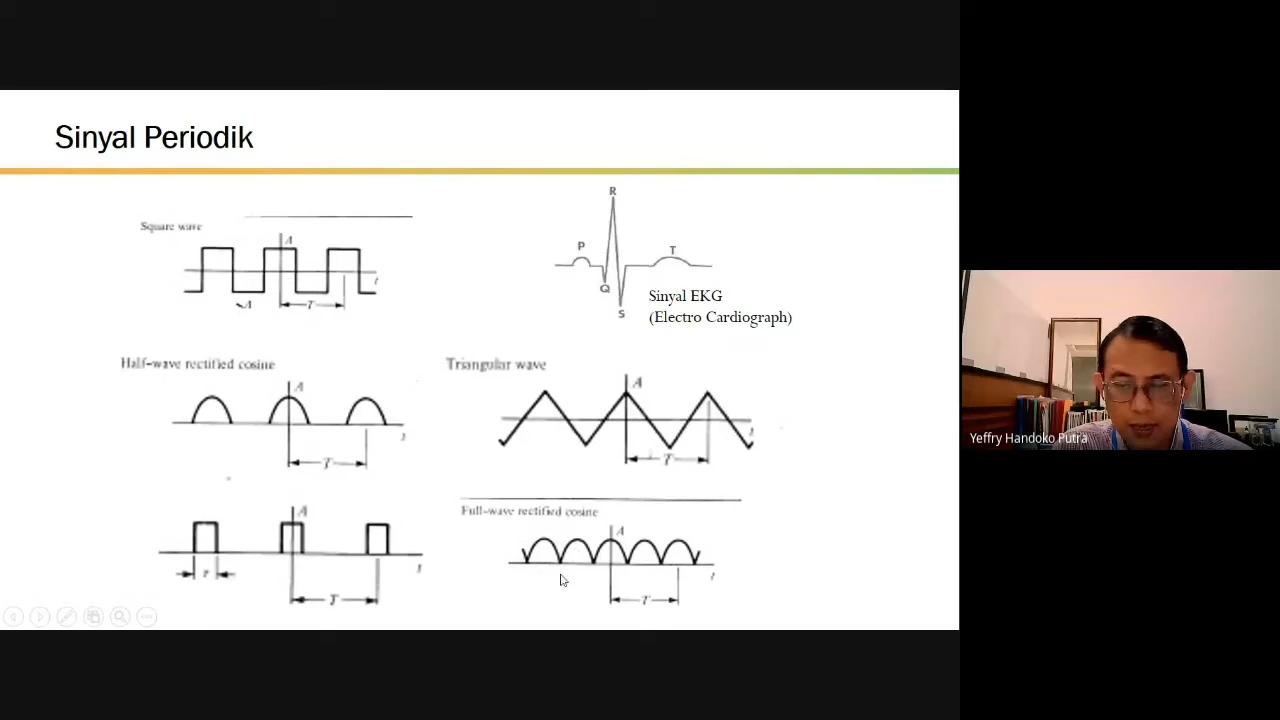 Sinyal Periodik
Square wave
A
t
-A
T
R
P
T
Q
S
Sinyal EKG
(Electro Cardiograph)
Half-wave rectified cosine
A
t
T
Triangular wave
A
t
T
A
t
τ
T
Full-wave rectified cosine
A
t
T
Yeffry Handoko Putra